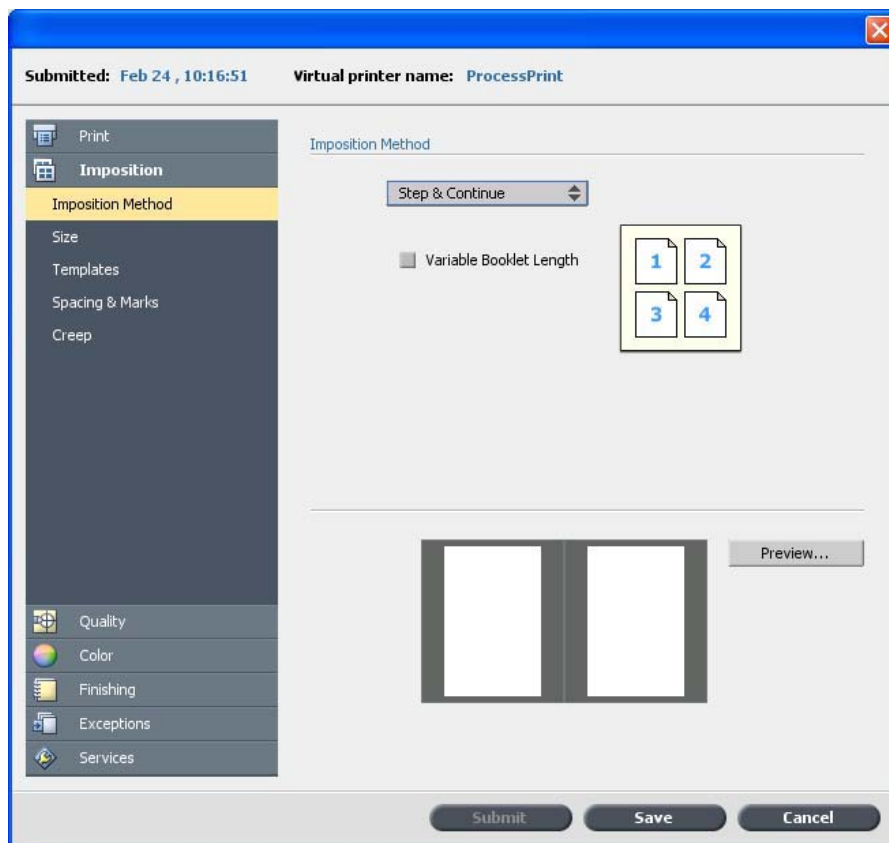 Submitted: Feb 24 , 10:16:51 Virtual printer name: ProcessPrint
Print
Imposition
Imposition Method
Size
Templates
Spacing & Marks
Creep
Quality
Color
Finishing
Exceptions
Services
Imposition Method
Step & Continue
Variable Booklet Length
1 2
3 4
Preview...
Submit Save Cancel